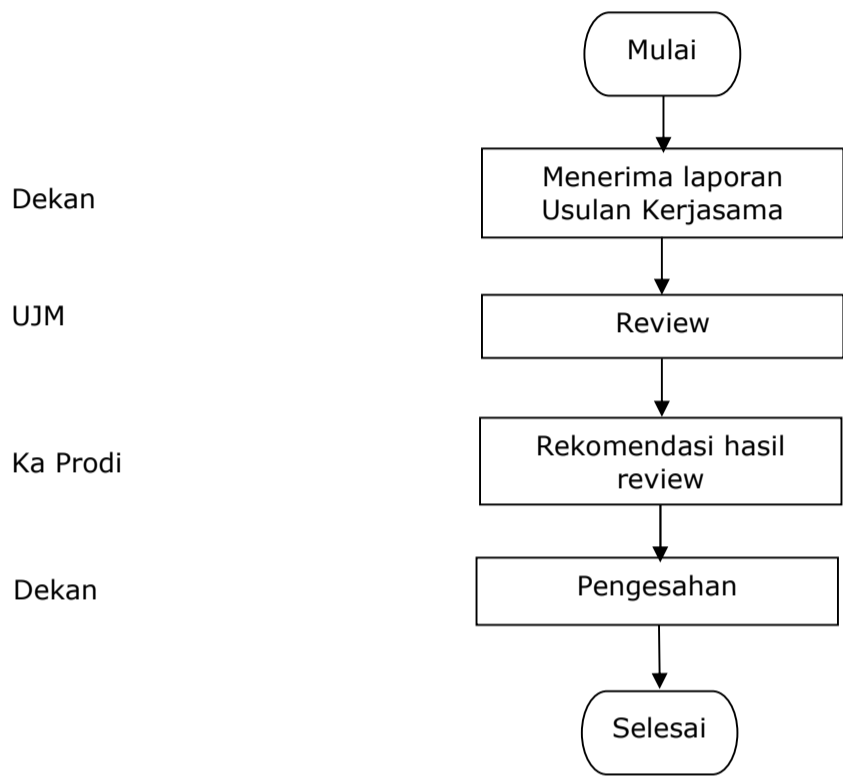 Mulai
Dekan
Menerima laporan
Usulan Kerjasama
UJM
Review
Ka Prodi
Rekomendasi hasil
review
Dekan
Pengesahan
Selesai